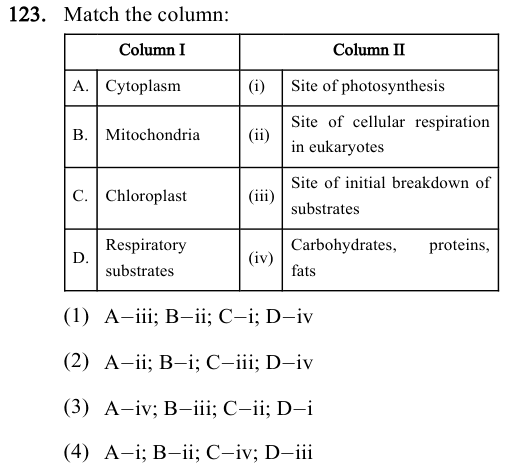 123. Match the column:
Column I Column II
A. Cytoplasm (i) Site of photosynthesis
B. Mitochondria (ii) Site of cellular respiration
in eukaryotes
C. Chloroplast (iii) Site of initial breakdown of
substrates
D. Respiratory
substrates (iv) Carbohydrates, proteins,
fats
(1) A–iii; B–ii; C–i; D–iv
(2) A–ii; B–i; C–iii; D–iv
(3) A–iv; B–iii; C–ii; D–i
(4) A–i; B–ii; C–iv; D–iii